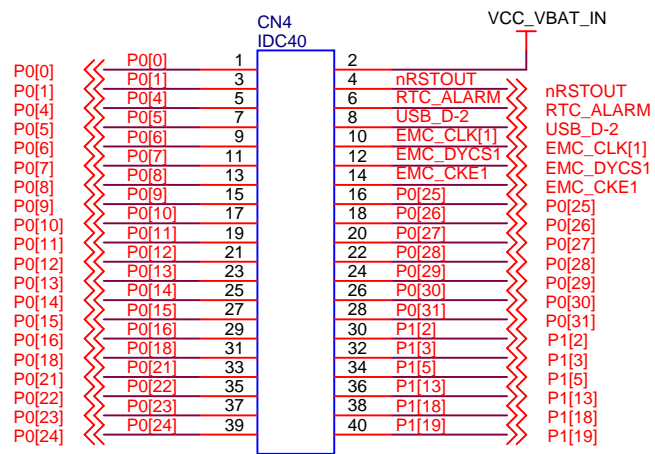 CN4
IDC40
VCC_VBAT_IN
P0[0] P0[0] 1 2
P0[1] P0[1] 3 4 nRSTOUT nRSTOUT
P0[4] P0[4] 5 6 RTC_ALARM RTC_ALARM
P0[5] P0[5] 7 8 USB_D-2 USB_D-2
P0[6] P0[6] 9 10 EMC_CLK[1] EMC_CLK[1]
P0[7] P0[7] 11 12 EMC_DYCS1 EMC_DYCS1
P0[8] P0[8] 13 14 EMC_CKE1 EMC_CKE1
P0[9] P0[9] 15 16 P0[25] P0[25]
P0[10] P0[10] 17 18 P0[26] P0[26]
P0[11] P0[11] 19 20 P0[27] P0[27]
P0[12] P0[12] 21 22 P0[28] P0[28]
P0[13] P0[13] 23 24 P0[29] P0[29]
P0[14] P0[14] 25 26 P0[30] P0[30]
P0[15] P0[15] 27 28 P0[31] P0[31]
P0[16] P0[16] 29 30 P1[2] P1[2]
P0[18] P0[18] 31 32 P1[3] P1[3]
P0[21] P0[21] 33 34 P1[5] P1[5]
P0[22] P0[22] 35 36 P1[13] P1[13]
P0[23] P0[23] 37 38 P1[18] P1[18]
P0[24] P0[24] 39 40 P1[19] P1[19]